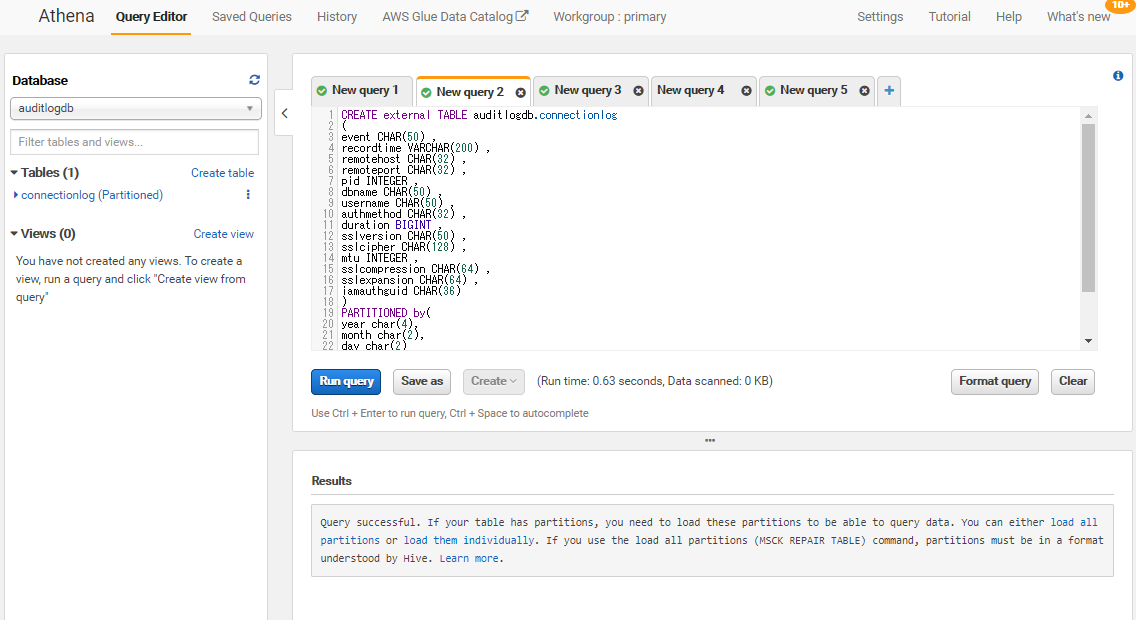 Athena Query Editor Saved Queries History AWS Glue Data Catalog Workgroup : primary Settings Tutorial Help What's new 10+
Database
auditlogdb
Filter tables and views...
Tables (1) Create table
connectionlog (Partitioned)
Views (0) Create view
You have not created any views. To create a
view, run a query and click "Create view from
query"
New query 1 New query 2 New query 3 New query 4 New query 5
1 CREATE external TABLE auditlogdb.connectionlog
2 (
3 event CHAR(50) ,
4 recordtime VARCHAR(200) ,
5 remotehost CHAR(32) ,
6 remoteport CHAR(32) ,
7 pid INTEGER ,
8 dbname CHAR(50) ,
9 username CHAR(50) ,
10 authmethod CHAR(32) ,
11 duration BIGINT ,
12 sslversion CHAR(50) ,
13 sslcipher CHAR(128) ,
14 mtu INTEGER ,
15 sslcompression CHAR(64) ,
16 sslexpansion CHAR(64) ,
17 iamauthguid CHAR(36)
18 )
19 PARTITIONED by(
20 year char(4),
21 month char(2),
22 day char(2)
Run query Save as Create (Run time: 0.63 seconds, Data scanned: 0 KB) Format query Clear
Use Ctrl + Enter to run query, Ctrl + Space to autocomplete
Results
Query successful. If your table has partitions, you need to load these partitions to be able to query data. You can either load all
partitions or load them individually. If you use the load all partitions (MSCK REPAIR TABLE) command, partitions must be in a format
understood by Hive. Learn more.